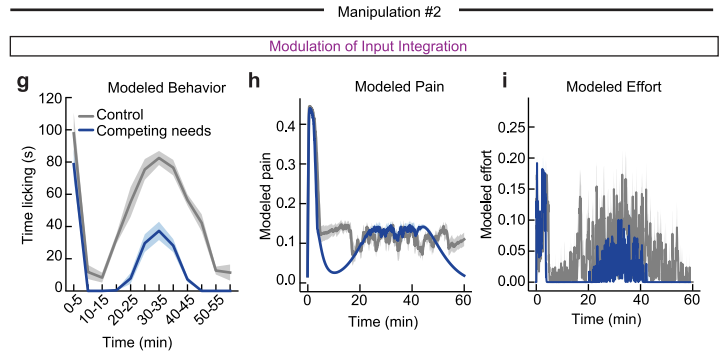 Manipulation #2
Modulation of Input Integration
g
Modeled Behavior
Control
Competing needs
Time licking (s)
120
100
80
60
40
20
0
0-5
10-15
20-25
30-35
40-45
50-55
Time (min)
h
Modeled Pain
Modeled pain
0.4
0.3
0.2
0.1
0.0
0
20
40
60
Time (min)
i
Modeled Effort
Modeled effort
0.25
0.20
0.15
0.10
0.05
0.00
0
20
40
60
Time (min)